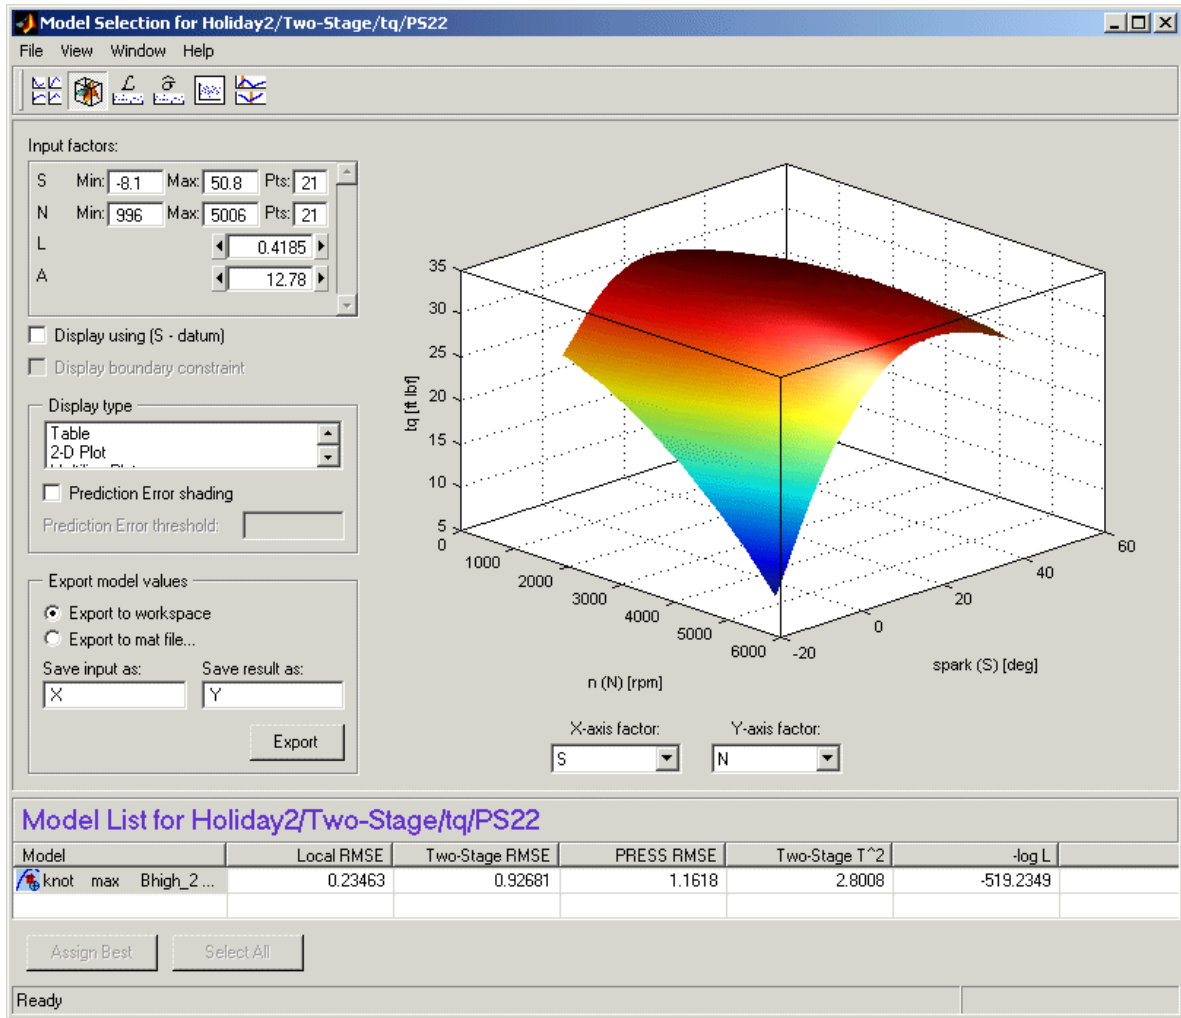 Model Selection for Holiday2/Two-Stage/tq/PS22
File View Window Help
Input factors:
S Min: -8.1 Max: 50.8 Pts: 21
N Min: 996 Max: 5006 Pts: 21
L 0.4185
A 12.78
Display using (S - datum)
Display boundary constraint
Display type
Table
2-D Plot
Prediction Error shading
Prediction Error threshold:
Export model values
Export to workspace
Export to mat file...
Save input as: Save result as:
X Y
Export
35
30
25
20
15
10
5
tq [ft lbf]
0
1000
2000
3000
4000
5000
6000
n (N) [rpm]
-20
0
20
40
60
spark (S) [deg]
X-axis factor: Y-axis factor:
S N
Model List for Holiday2/Two-Stage/tq/PS22
Model Local RMSE Two-Stage RMSE PRESS RMSE Two-Stage T^2 -log L
knot max Bhigh_2 ... 0.23463 0.92681 1.1618 2.8008 -519.2349
Assign Best Select All
Ready